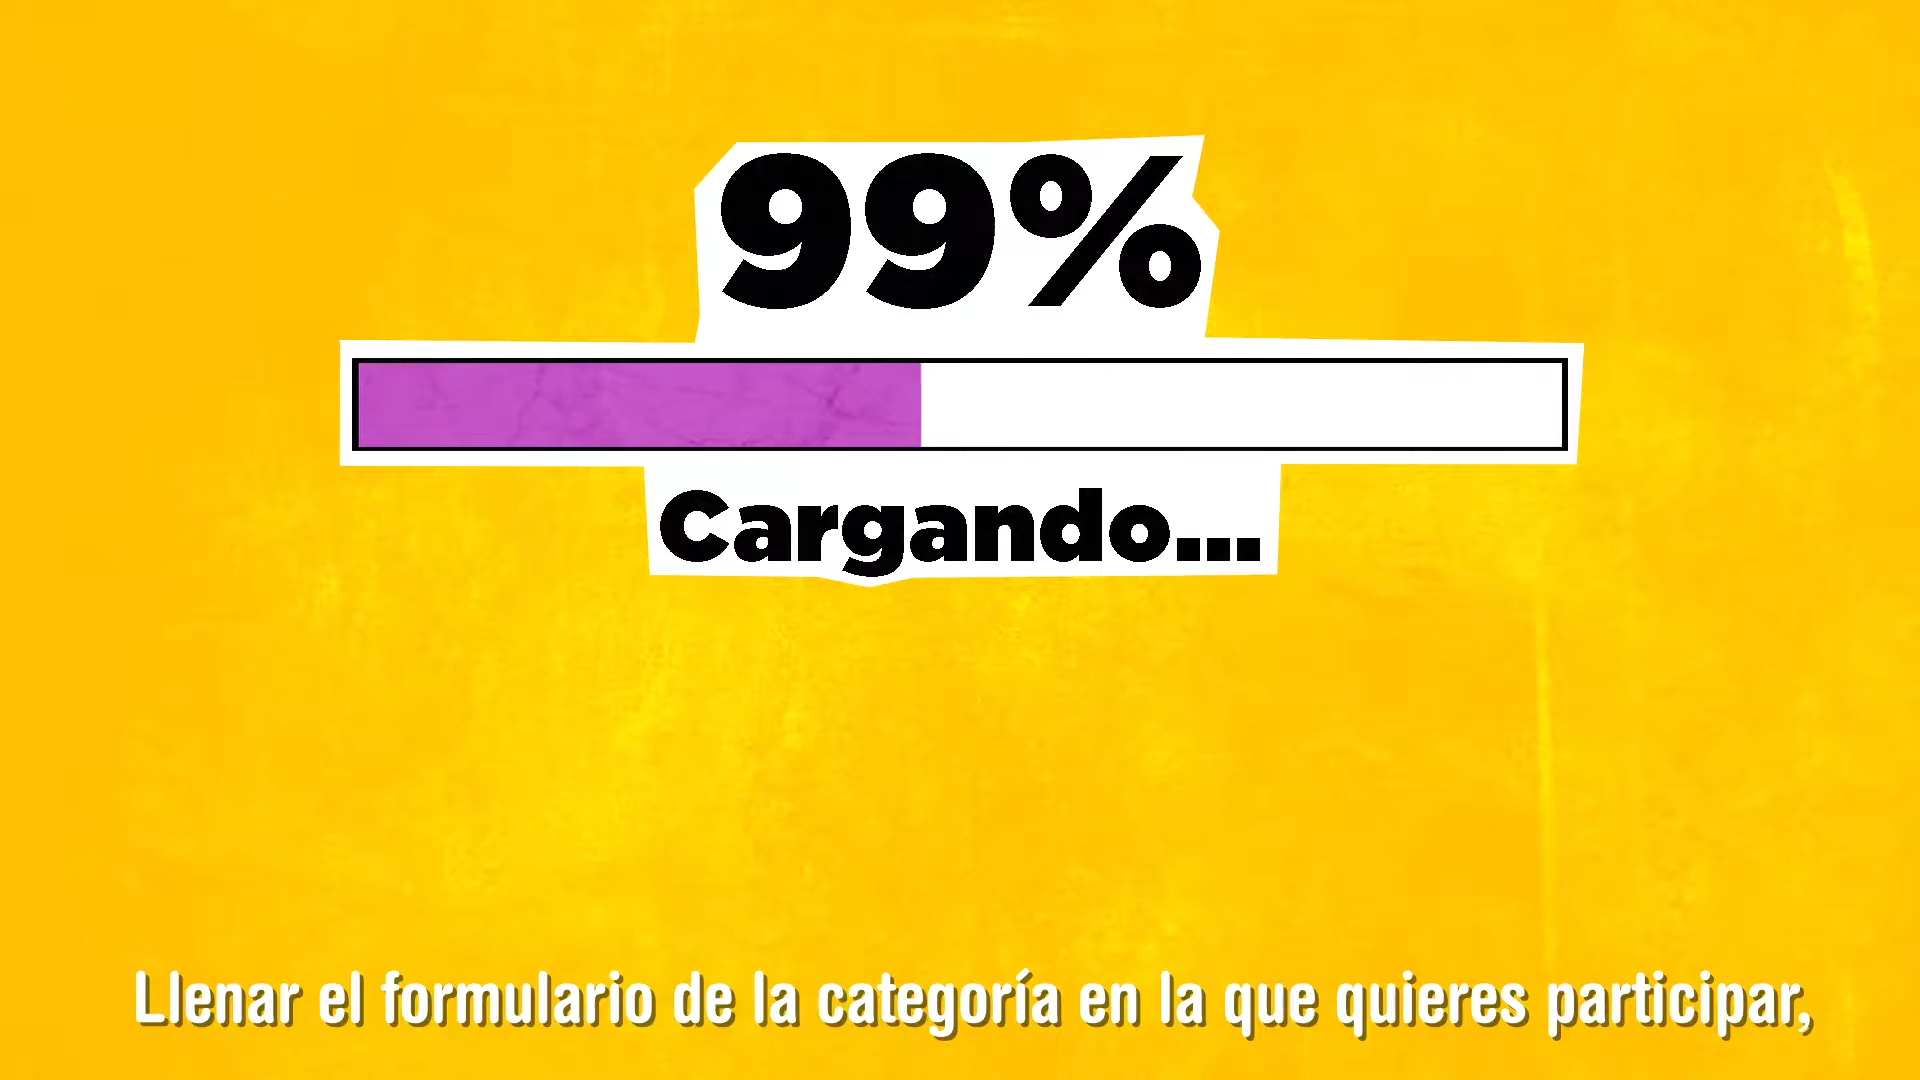 99%
Cargando...
Llenar el formulario de la categoría en la que quieres participar,